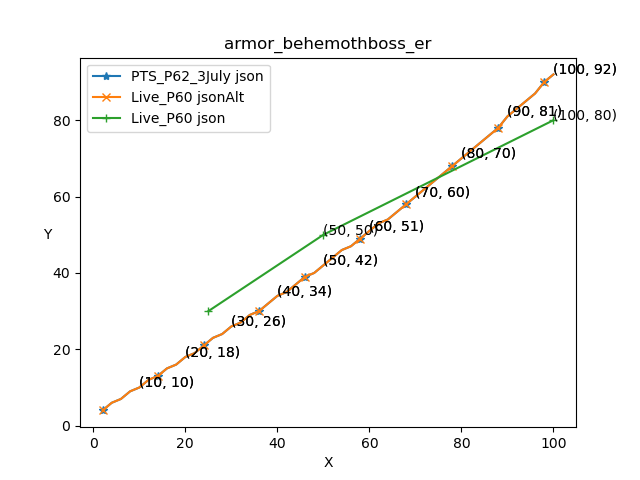 armor_behemothboss_er
PTS_P62_3July json
Live_P60 jsonAlt
Live_P60 json
(100, 92)
(100, 80)
(90, 81)
(80, 70)
(70, 60)
(60, 51)
(50, 50)
(50, 42)
(40, 34)
(30, 26)
(20, 18)
(10, 10)
Y
80
60
40
20
0
0 20 40 60 80 100
X